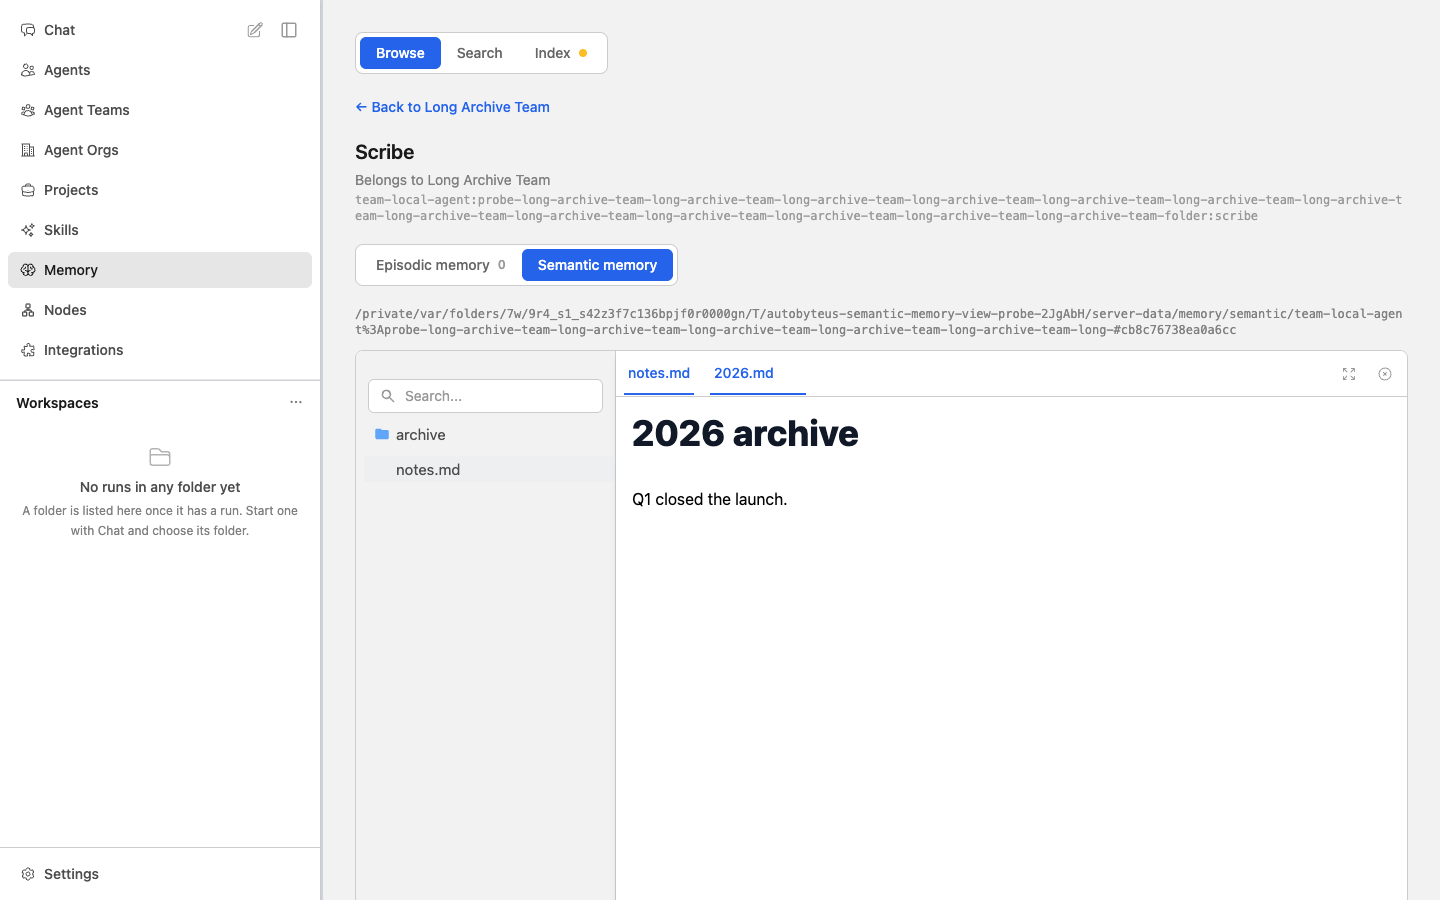 Chat
Agents
Agent Teams
Agent Orgs
Projects
Skills
Memory
Nodes
Integrations
Workspaces
No runs in any folder yet
A folder is listed here once it has a run. Start one
with Chat and choose its folder.
Settings
Browse
Search
Index
← Back to Long Archive Team
Scribe
Belongs to Long Archive Team
team-local-agent:probe-long-archive-team-long-archive-team-long-archive-team-long-archive-team-long-archive-team-long-archive-t
eam-long-archive-team-long-archive-team-long-archive-team-long-archive-team-long-archive-team-long-archive-team-folder:scribe
Episodic memory 0
Semantic memory
/private/var/folders/7w/9r4_s1_s42z3f7c136bpjf0r0000gn/T/autobyteus-semantic-memory-view-probe-2JgAbH/server-data/memory/semantic/team-local-agen
t%3Aprobe-long-archive-team-long-archive-team-long-archive-team-long-archive-team-long-archive-team-long-#cb8c76738ea0a6cc
Search...
archive
notes.md
notes.md 2026.md
2026 archive
Q1 closed the launch.